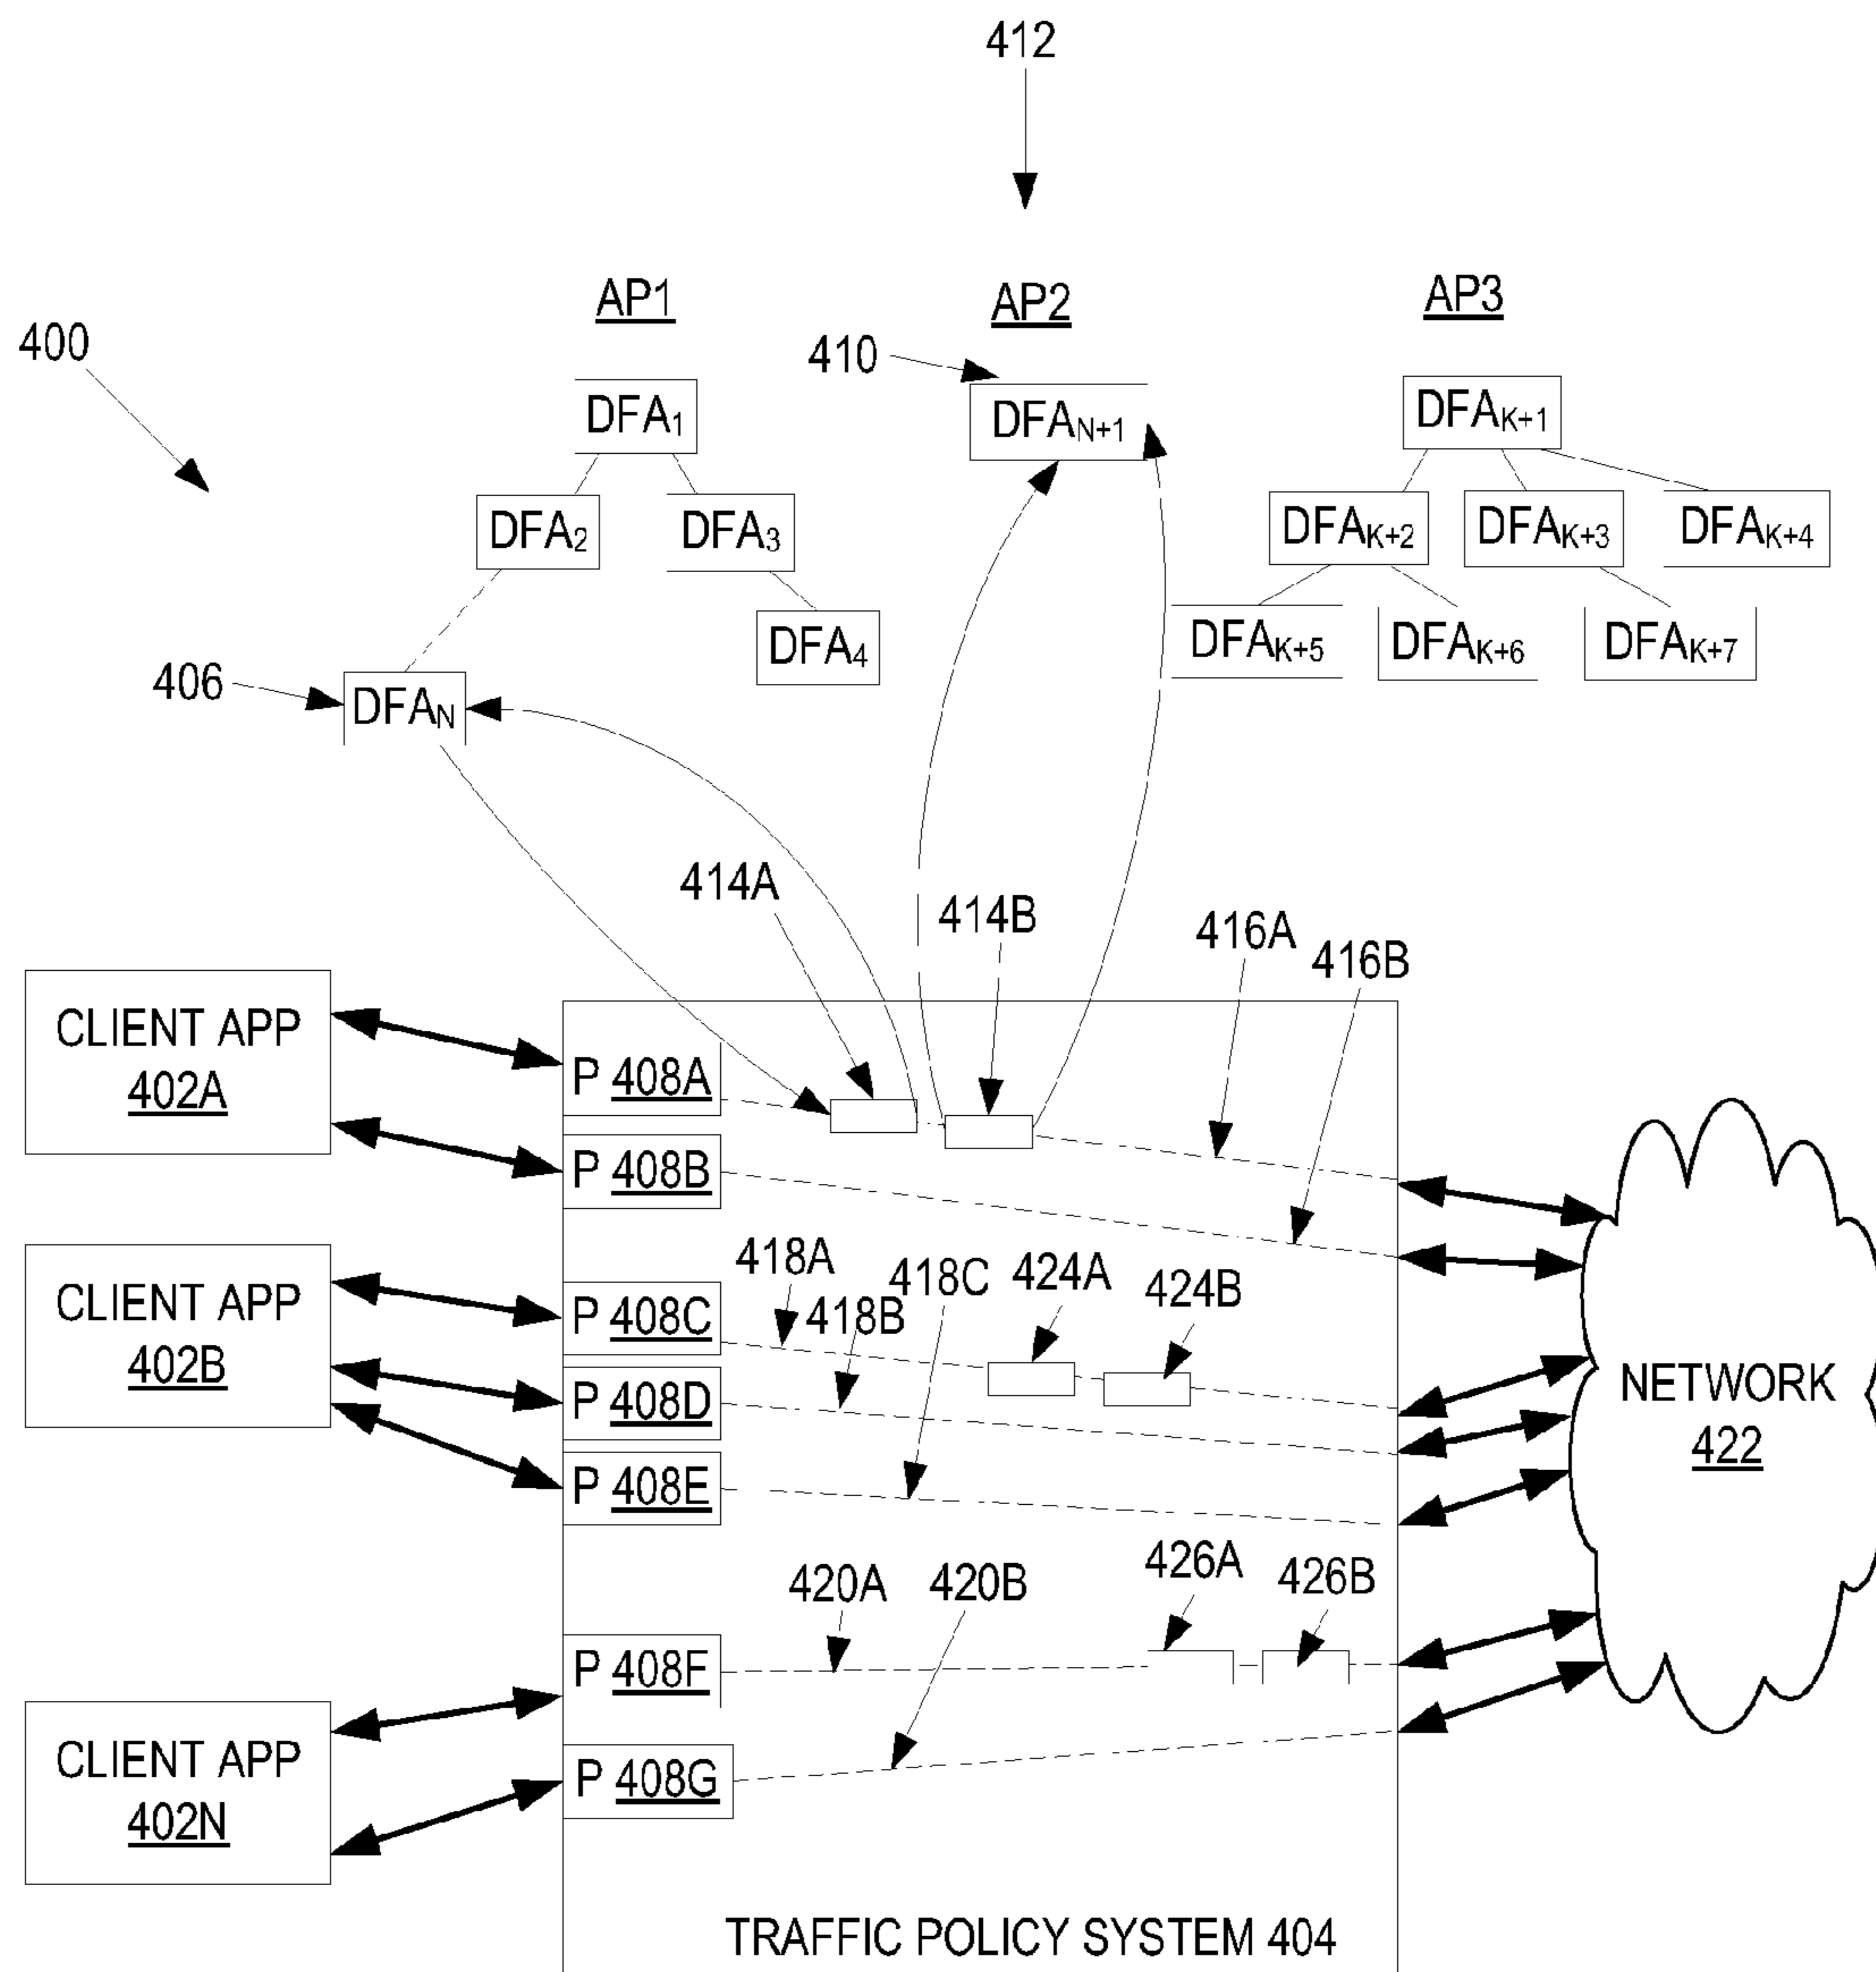 412
AP1
AP2
AP3
400
410
DFA1
DFAN+1
DFAK+1
DFA2
DFA3
DFAK+2
DFAK+3
DFAK+4
DFA4
DFAK+5
DFAK+6
DFAK+7
406
DFAN
414A
414B
416A
416B
CLIENT APP
402A
P 408A
P 408B
418A
418B
418C
424A
424B
CLIENT APP
402B
P 408C
P 408D
P 408E
NETWORK
422
420A
420B
426A
426B
P 408F
CLIENT APP
402N
P 408G
TRAFFIC POLICY SYSTEM 404